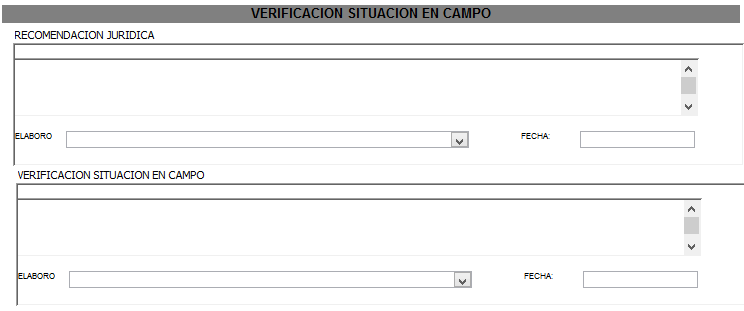 VERIFICACION SITUACION EN CAMPO
RECOMENDACION JURIDICA
ELABORO FECHA:
VERIFICACION SITUACION EN CAMPO
ELABORO FECHA: